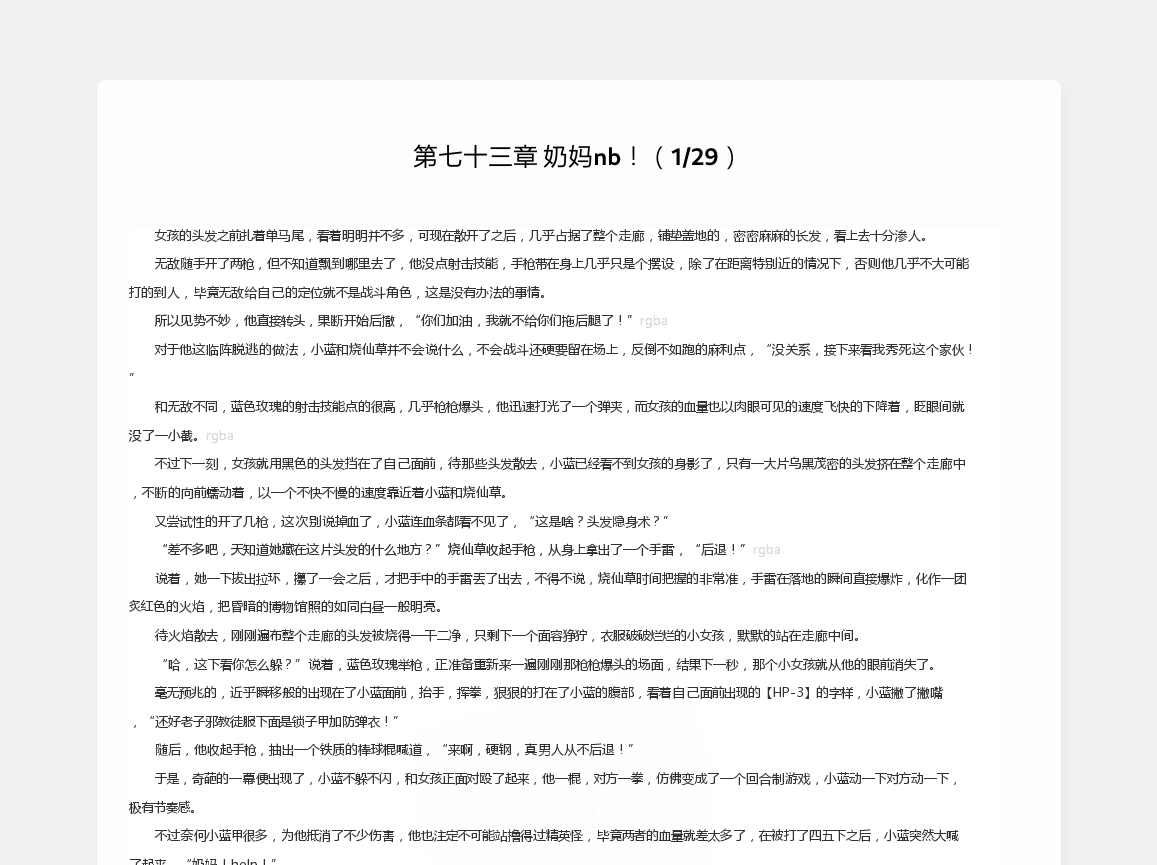 第七十三章 奶妈nb！（1/29）
女孩的头发之前扎着单马尾，看着明明并不多，可现在散开了之后，几乎占据了整个走廊，铺垫盖地的，密密麻麻的长发，看上去十分渗人。
无敌随手开了两枪，但不知道飘到哪里去了，他没点射击技能，手枪带在身上几乎只是个摆设，除了在距离特别近的情况下，否则他几乎不大可能
打的到人，毕竟无敌给自己的定位就不是战斗角色，这是没有办法的事情。
所以见势不妙，他直接转头，果断开始后撤，“你们加油，我就不给你们拖后腿了！”rgba
对于他这临阵脱逃的做法，小蓝和烧仙草并不会说什么，不会战斗还硬要留在场上，反倒不如跑的麻利点，“没关系，接下来看我秀死这个家伙！
”
和无敌不同，蓝色玫瑰的射击技能点的很高，几乎枪枪爆头，他迅速打光了一个弹夹，而女孩的血量也以肉眼可见的速度飞快的下降着，眨眼间就
没了一小截。rgba
不过下一刻，女孩就用黑色的头发挡在了自己面前，待那些头发散去，小蓝已经看不到女孩的身影了，只有一大片乌黑茂密的头发挤在整个走廊中
，不断的向前蠕动着，以一个不快不慢的速度靠近着小蓝和烧仙草。
又尝试性的开了几枪，这次别说掉血了，小蓝连血条都看不见了，“这是啥？头发隐身术？”
“差不多吧，天知道她藏在这片头发的什么地方？”烧仙草收起手枪，从身上拿出了一个手雷，“后退！”rgba
说着，她一下拔出拉环，攥了一会之后，才把手中的手雷丢了出去，不得不说，烧仙草时间把握的非常准，手雷在落地的瞬间直接爆炸，化作一团
炙红色的火焰，把昏暗的博物馆照的如同白昼一般明亮。
待火焰散去，刚刚遍布整个走廊的头发被烧得一干二净，只剩下一个面容狰狞，衣服破破烂烂的小女孩，默默的站在走廊中间。
“哈，这下看你怎么躲？”说着，蓝色玫瑰举枪，正准备重新来一遍刚刚那枪枪爆头的场面，结果下一秒，那个小女孩就从他的眼前消失了。
毫无预兆的，近乎瞬移般的出现在了小蓝面前，抬手，挥拳，狠狠的打在了小蓝的腹部，看着自己面前出现的【HP-3】的字样，小蓝撇了撇嘴
，“还好老子邪教徒服下面是锁子甲加防弹衣！”
随后，他收起手枪，抽出一个铁质的棒球棍喊道，“来啊，硬钢，真男人从不后退！”
于是，奇葩的一幕便出现了，小蓝不躲不闪，和女孩正面对殴了起来，他一棍，对方一拳，仿佛变成了一个回合制游戏，小蓝动一下对方动一下，
极有节奏感。
不过奈何小蓝甲很多，为他抵消了不少伤害，他也注定不可能站撸得过精英怪，毕竟两者的血量就差太多了，在被打了四五下之后，小蓝突然大喊
了起来，“奶妈！help！”